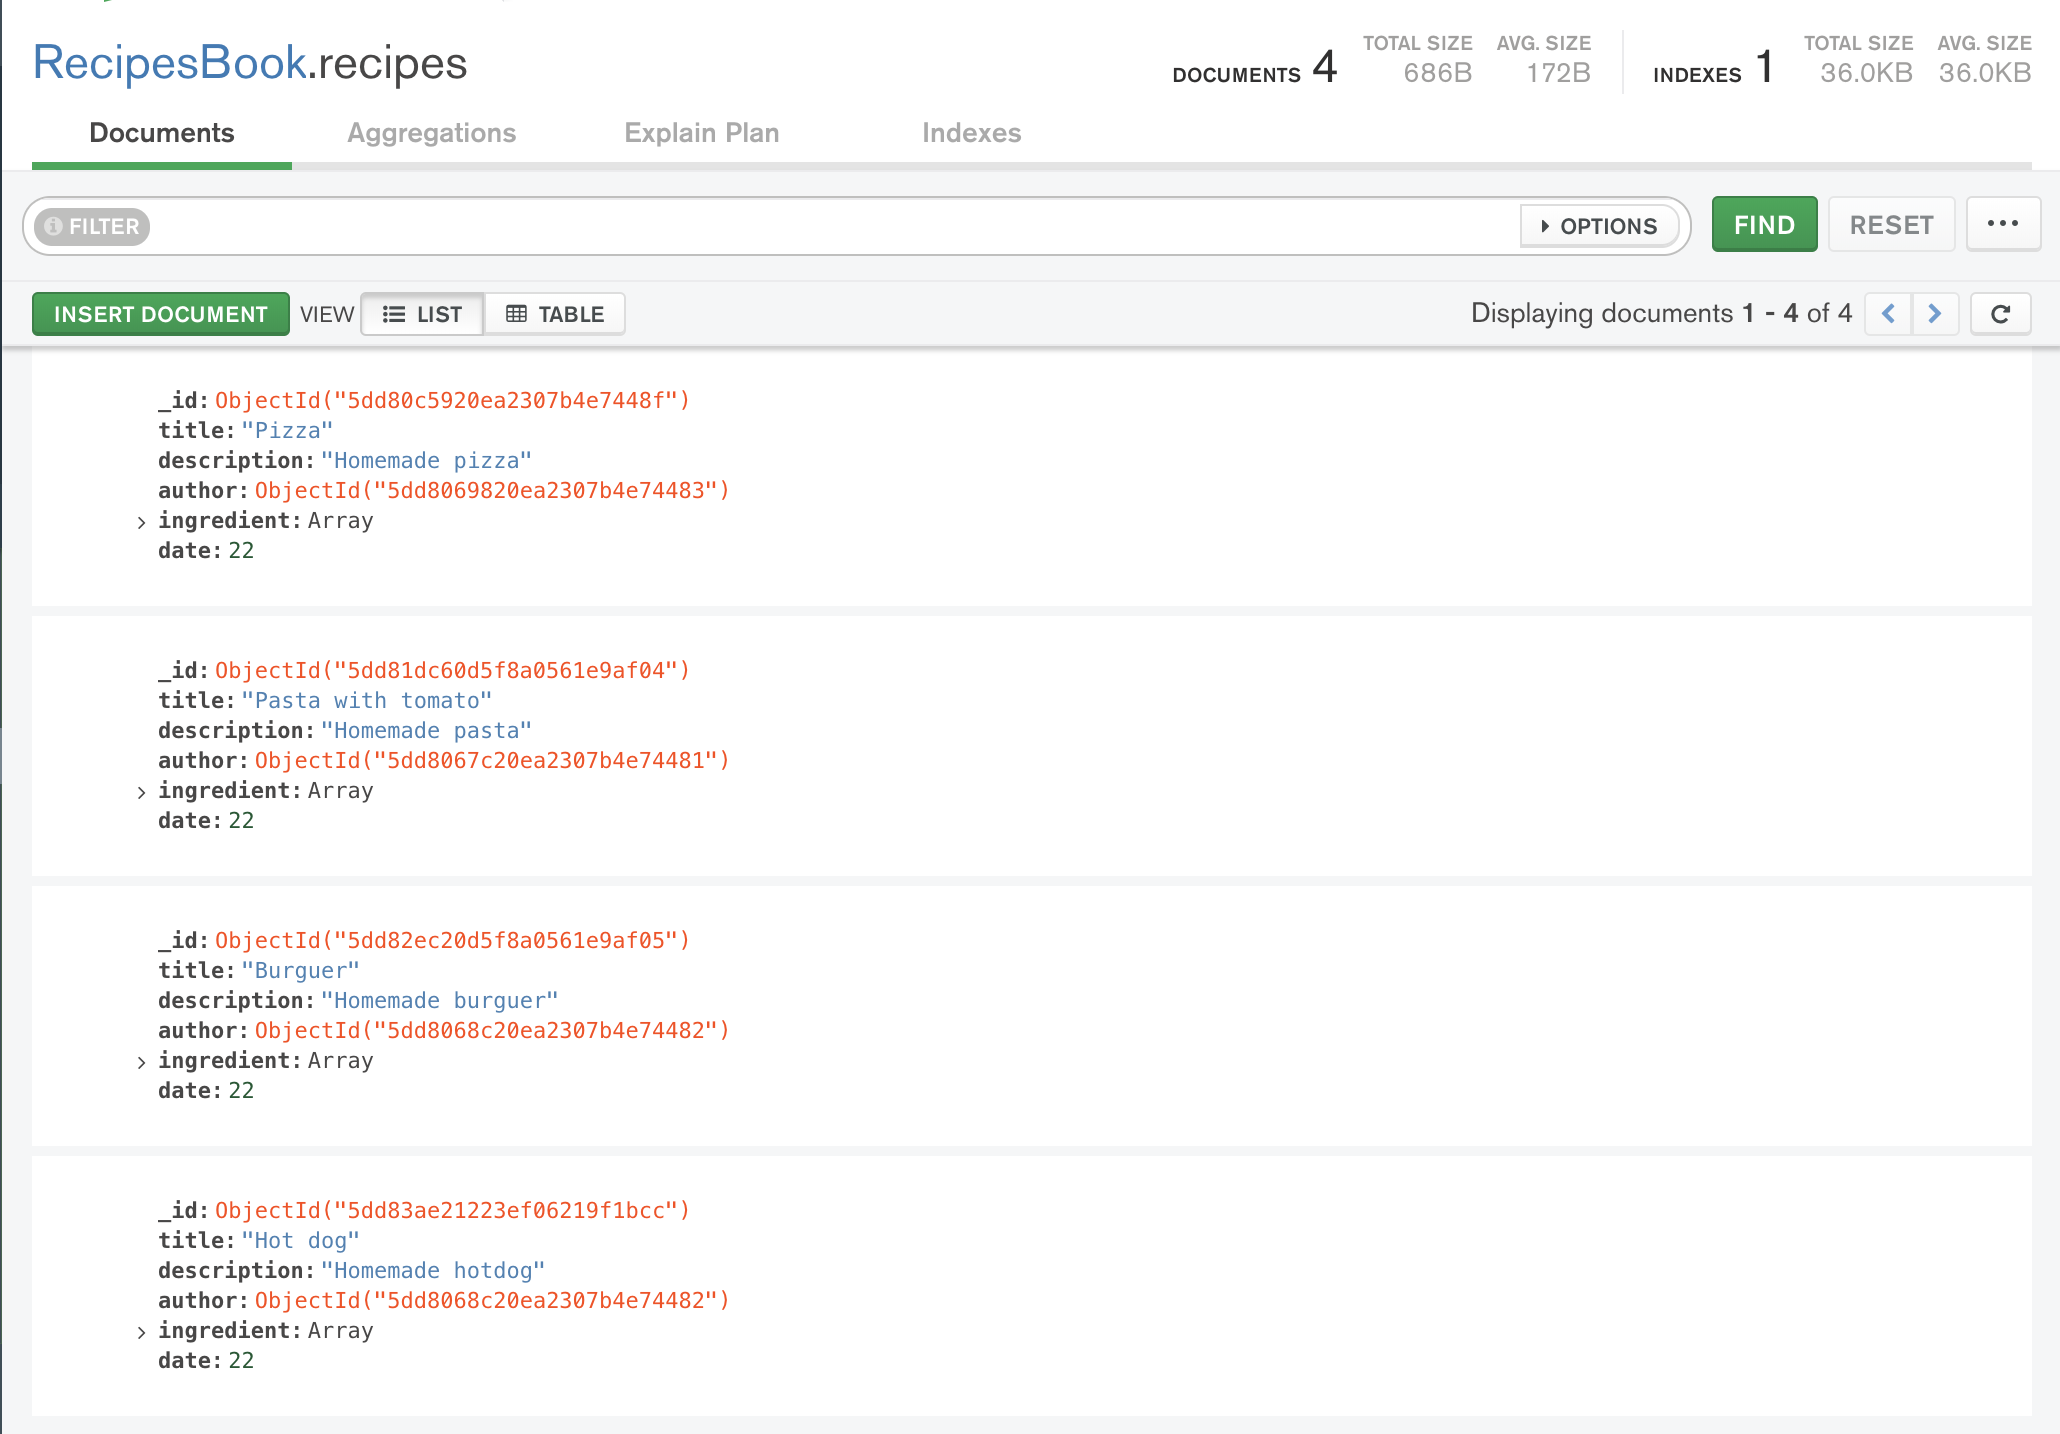 RecipesBook.recipes
DOCUMENTS 4 TOTAL SIZE 686B AVG. SIZE 172B INDEXES 1 TOTAL SIZE 36.0KB AVG. SIZE 36.0KB
Documents Aggregations Explain Plan Indexes
FILTER OPTIONS FIND RESET ...
INSERT DOCUMENT VIEW LIST TABLE Displaying documents 1 - 4 of 4
_id: ObjectId("5dd80c5920ea2307b4e7448f")
title: "Pizza"
description: "Homemade pizza"
author: ObjectId("5dd8069820ea2307b4e74483")
> ingredient: Array
date: 22
_id: ObjectId("5dd81dc60d5f8a0561e9af04")
title: "Pasta with tomato"
description: "Homemade pasta"
author: ObjectId("5dd8067c20ea2307b4e74481")
> ingredient: Array
date: 22
_id: ObjectId("5dd82ec20d5f8a0561e9af05")
title: "Burguer"
description: "Homemade burguer"
author: ObjectId("5dd8068c20ea2307b4e74482")
> ingredient: Array
date: 22
_id: ObjectId("5dd83ae21223ef06219f1bcc")
title: "Hot dog"
description: "Homemade hotdog"
author: ObjectId("5dd8068c20ea2307b4e74482")
> ingredient: Array
date: 22